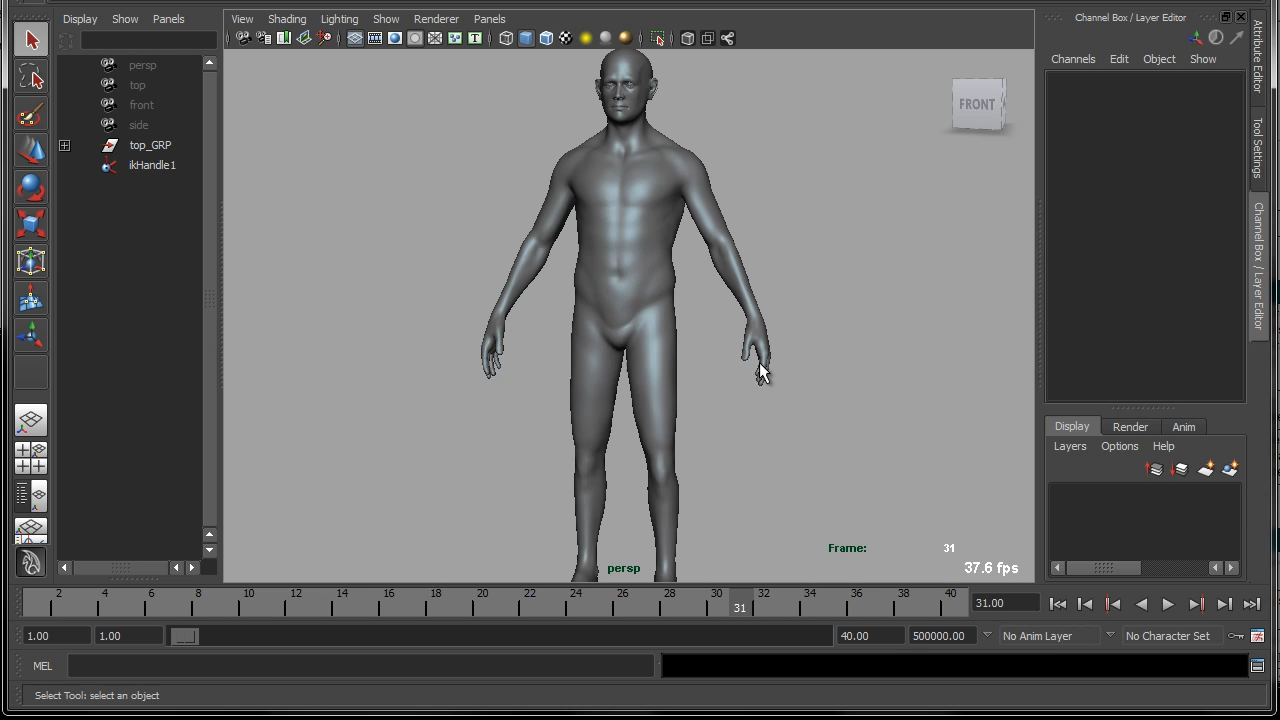 Display Show Panels
View Shading Lighting Show Renderer Panels
Channel Box / Layer Editor
Channels Edit Object Show
persp
top
front
side
top_GRP
ikHandle1
FRONT
Attribute Editor
Tool Settings
Channel Box / Layer Editor
Display Render Anim
Layers Options Help
Frame: 31
37.6 fps
persp
2 4 6 8 10 12 14 16 18 20 22 24 26 28 30 32 34 36 38 40
31
31.00
1.00 1.00 40.00 500000.00 No Anim Layer No Character Set
MEL
Select Tool: select an object